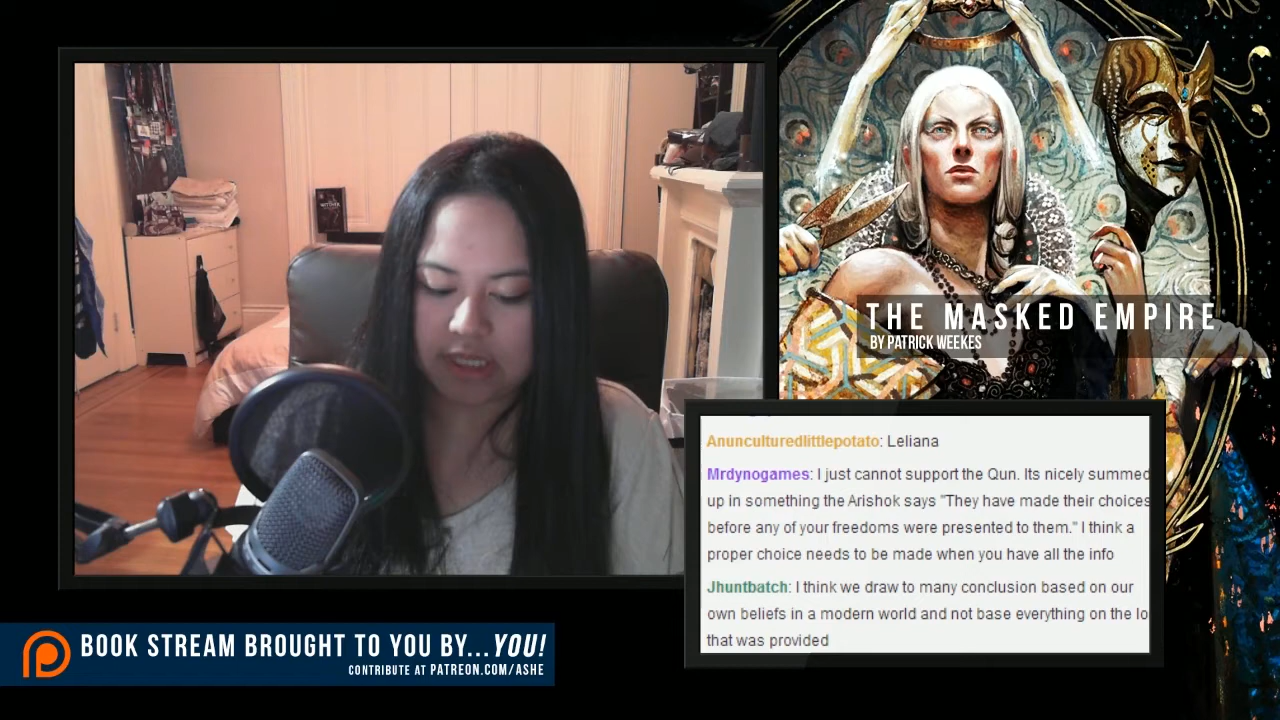 WITCHER
THE MASKED EMPIRE
BY PATRICK WEEKES
Anunculturedlittlepotato: Leliana
Mrdynogames: I just cannot support the Qun. Its nicely summed
up in something the Arishok says "They have made their choices
before any of your freedoms were presented to them." I think a
proper choice needs to be made when you have all the info
Jhuntbatch: I think we draw to many conclusion based on our
own beliefs in a modern world and not base everything on the lo
that was provided
BOOK STREAM BROUGHT TO YOU BY...YOU!
CONTRIBUTE AT PATREON.COM/ASHE